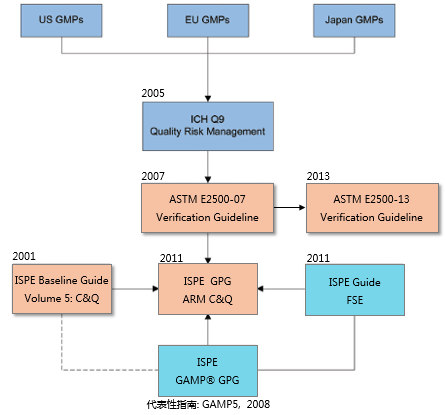 US GMPs
EU GMPs
Japan GMPs
2005
ICH Q9
Quality Risk Management
2007
2013
ASTM E2500-07
Verification Guideline
ASTM E2500-13
Verification Guideline
2001
2011
2011
ISPE Baseline Guide
Volume 5: C&Q
ISPE GPG
ARM C&Q
ISPE Guide
FSE
ISPE
GAMP® GPG
代表性指南: GAMP5, 2008